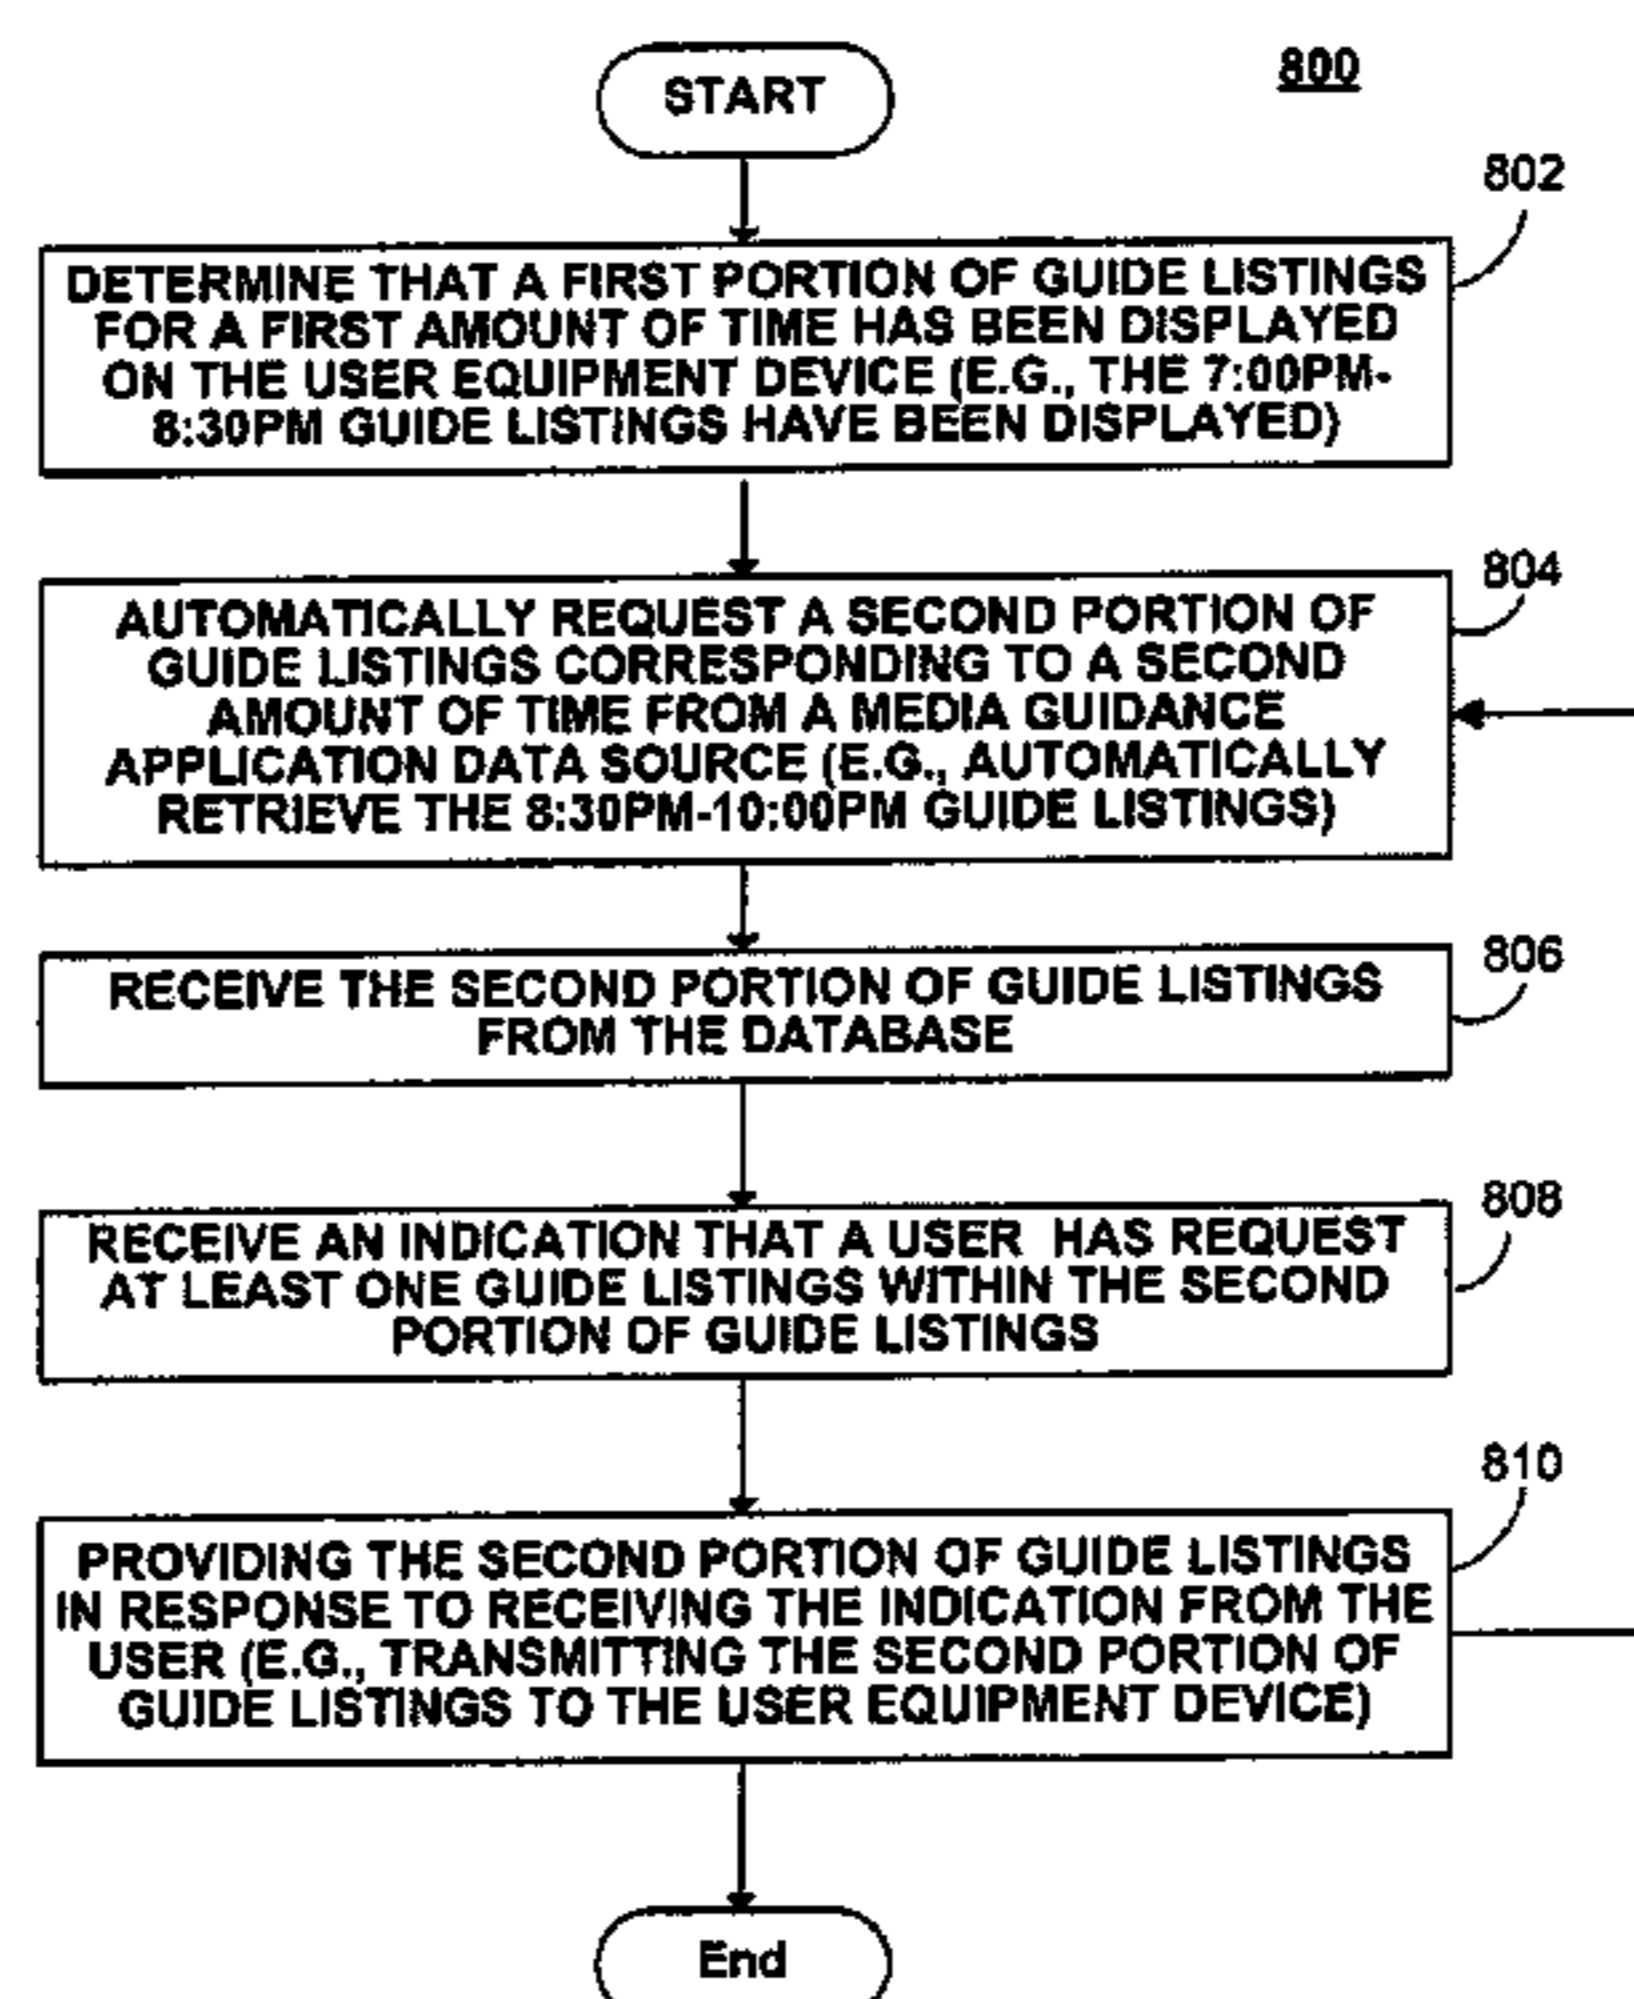 START
800
802
DETERMINE THAT A FIRST PORTION OF GUIDE LISTINGS
FOR A FIRST AMOUNT OF TIME HAS BEEN DISPLAYED
ON THE USER EQUIPMENT DEVICE (E.G., THE 7:00PM-
8:30PM GUIDE LISTINGS HAVE BEEN DISPLAYED)
804
AUTOMATICALLY REQUEST A SECOND PORTION OF
GUIDE LISTINGS CORRESPONDING TO A SECOND
AMOUNT OF TIME FROM A MEDIA GUIDANCE
APPLICATION DATA SOURCE (E.G., AUTOMATICALLY
RETRIEVE THE 8:30PM-10:00PM GUIDE LISTINGS)
806
RECEIVE THE SECOND PORTION OF GUIDE LISTINGS
FROM THE DATABASE
808
RECEIVE AN INDICATION THAT A USER HAS REQUEST
AT LEAST ONE GUIDE LISTINGS WITHIN THE SECOND
PORTION OF GUIDE LISTINGS
810
PROVIDING THE SECOND PORTION OF GUIDE LISTINGS
IN RESPONSE TO RECEIVING THE INDICATION FROM THE
USER (E.G., TRANSMITTING THE SECOND PORTION OF
GUIDE LISTINGS TO THE USER EQUIPMENT DEVICE)
End